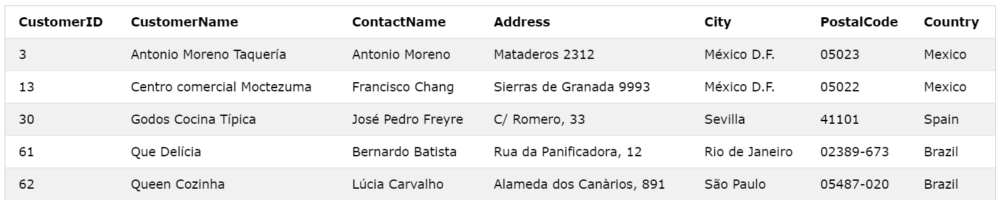 CustomerID CustomerName ContactName Address City PostalCode Country
3 Antonio Moreno Taquería Antonio Moreno Mataderos 2312 México D.F. 05023 Mexico
13 Centro comercial Moctezuma Francisco Chang Sierras de Granada 9993 México D.F. 05022 Mexico
30 Godos Cocina Típica José Pedro Freyre C/ Romero, 33 Sevilla 41101 Spain
61 Que Delícia Bernardo Batista Rua da Panificadora, 12 Rio de Janeiro 02389-673 Brazil
62 Queen Cozinha Lúcia Carvalho Alameda dos Canàrios, 891 São Paulo 05487-020 Brazil